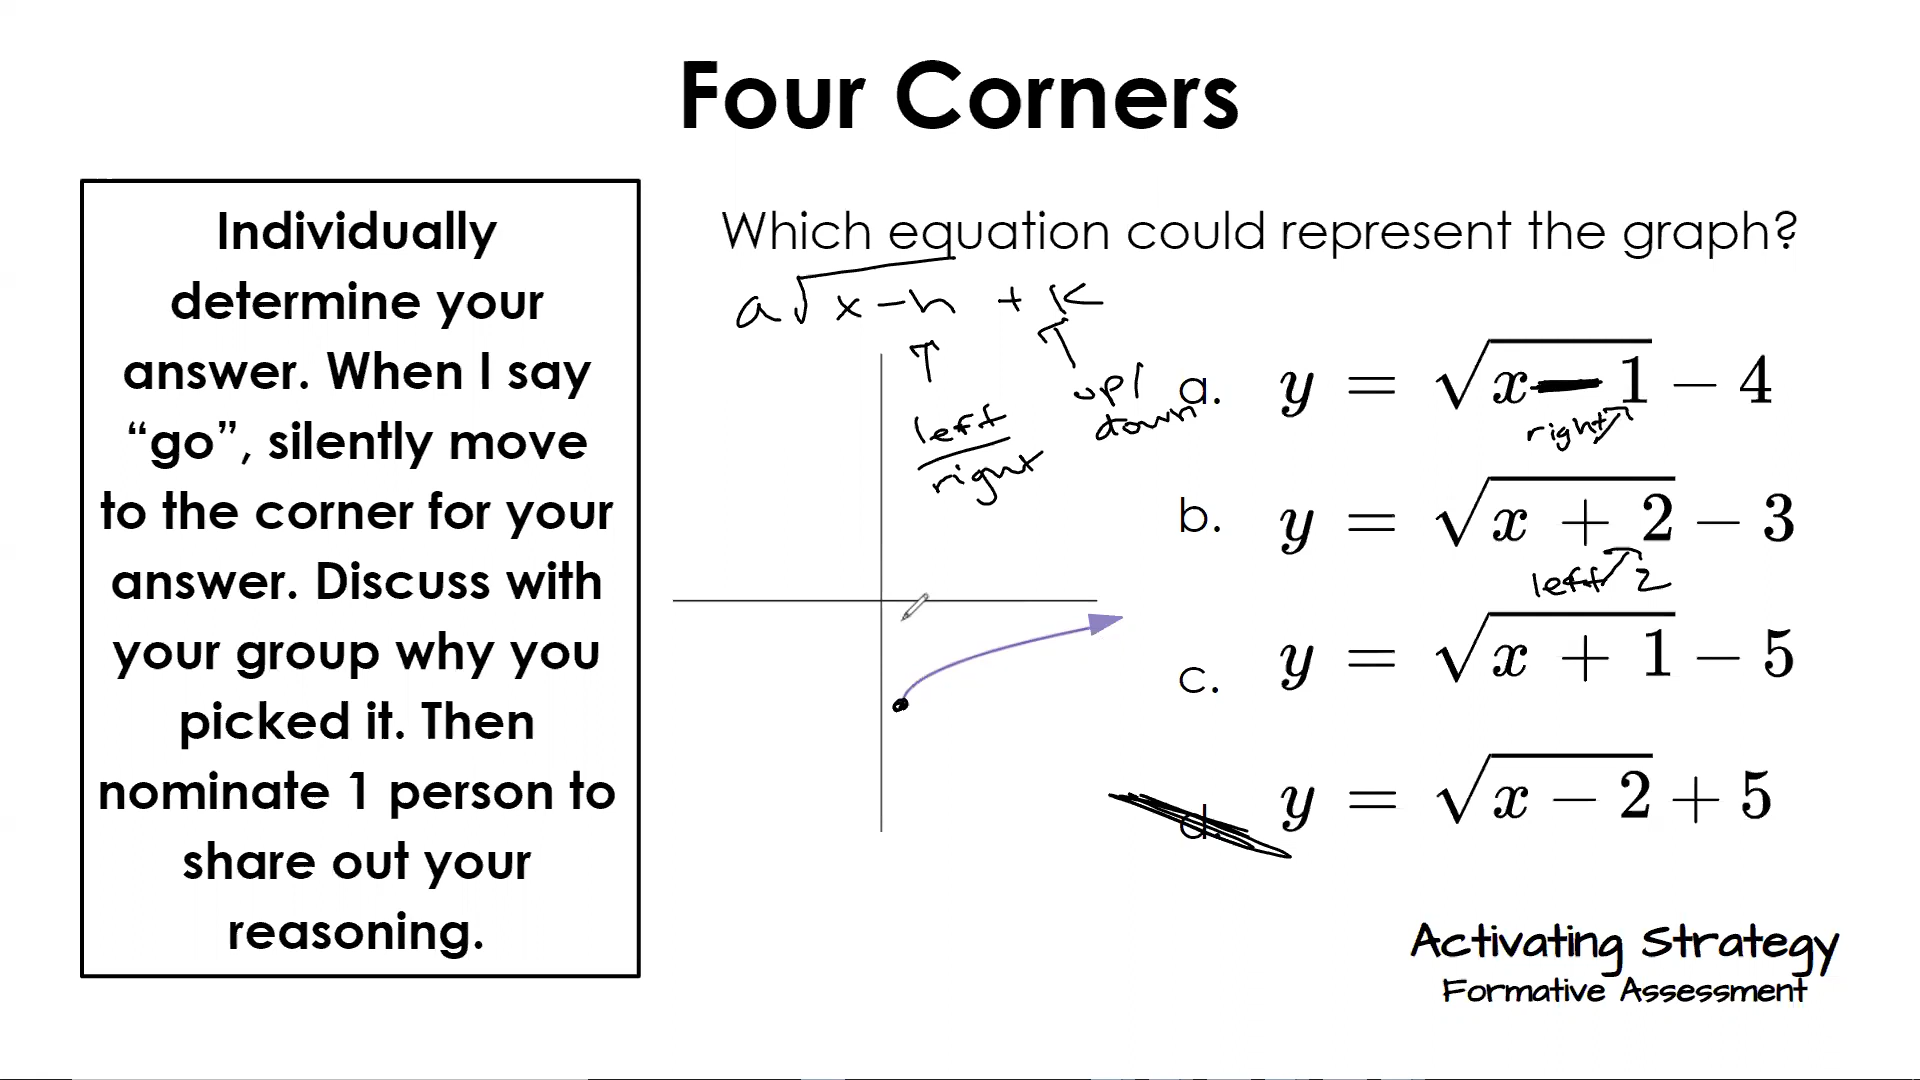 Four Corners
Individually
determine your
answer. When I say
“go”, silently move
to the corner for your
answer. Discuss with
your group why you
picked it. Then
nominate 1 person to
share out your
reasoning.
Which equation could represent the graph?
a√(x-h) + k
left
right
up/
down
a. y = √(x - 1) - 4
right
b. y = √(x + 2) - 3
left 2
c. y = √(x + 1) - 5
d. y = √(x - 2) + 5
Activating Strategy
Formative Assessment